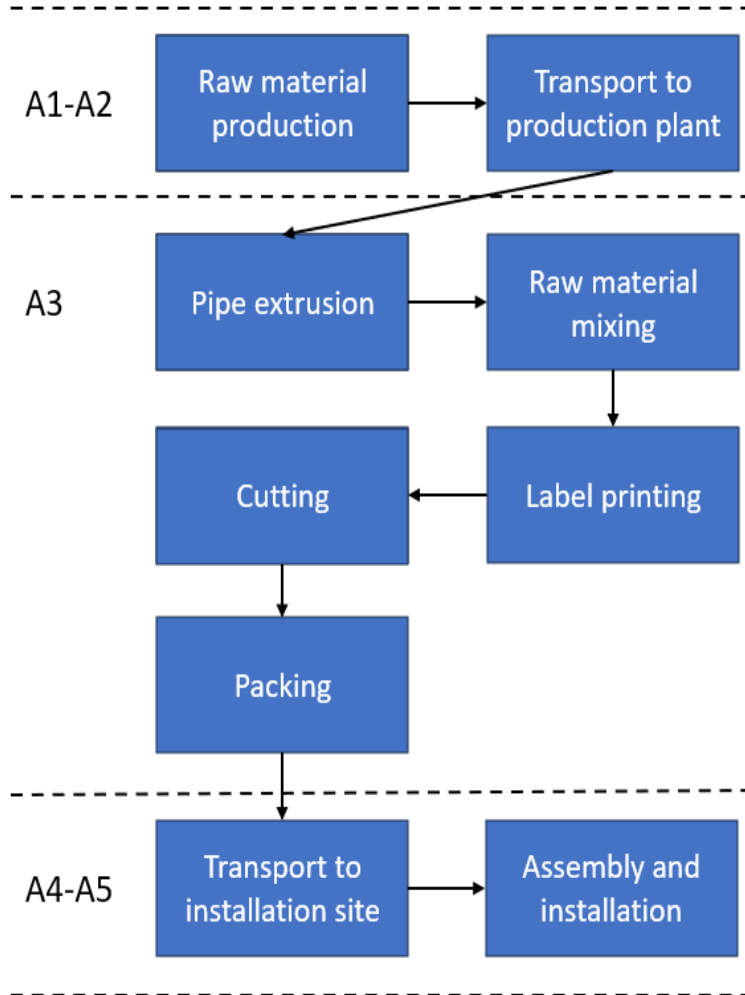 A1-A2
Raw material
production
Transport to
production plant
A3
Pipe extrusion
Raw material
mixing
Cutting
Label printing
Packing
A4-A5
Transport to
installation site
Assembly and
installation